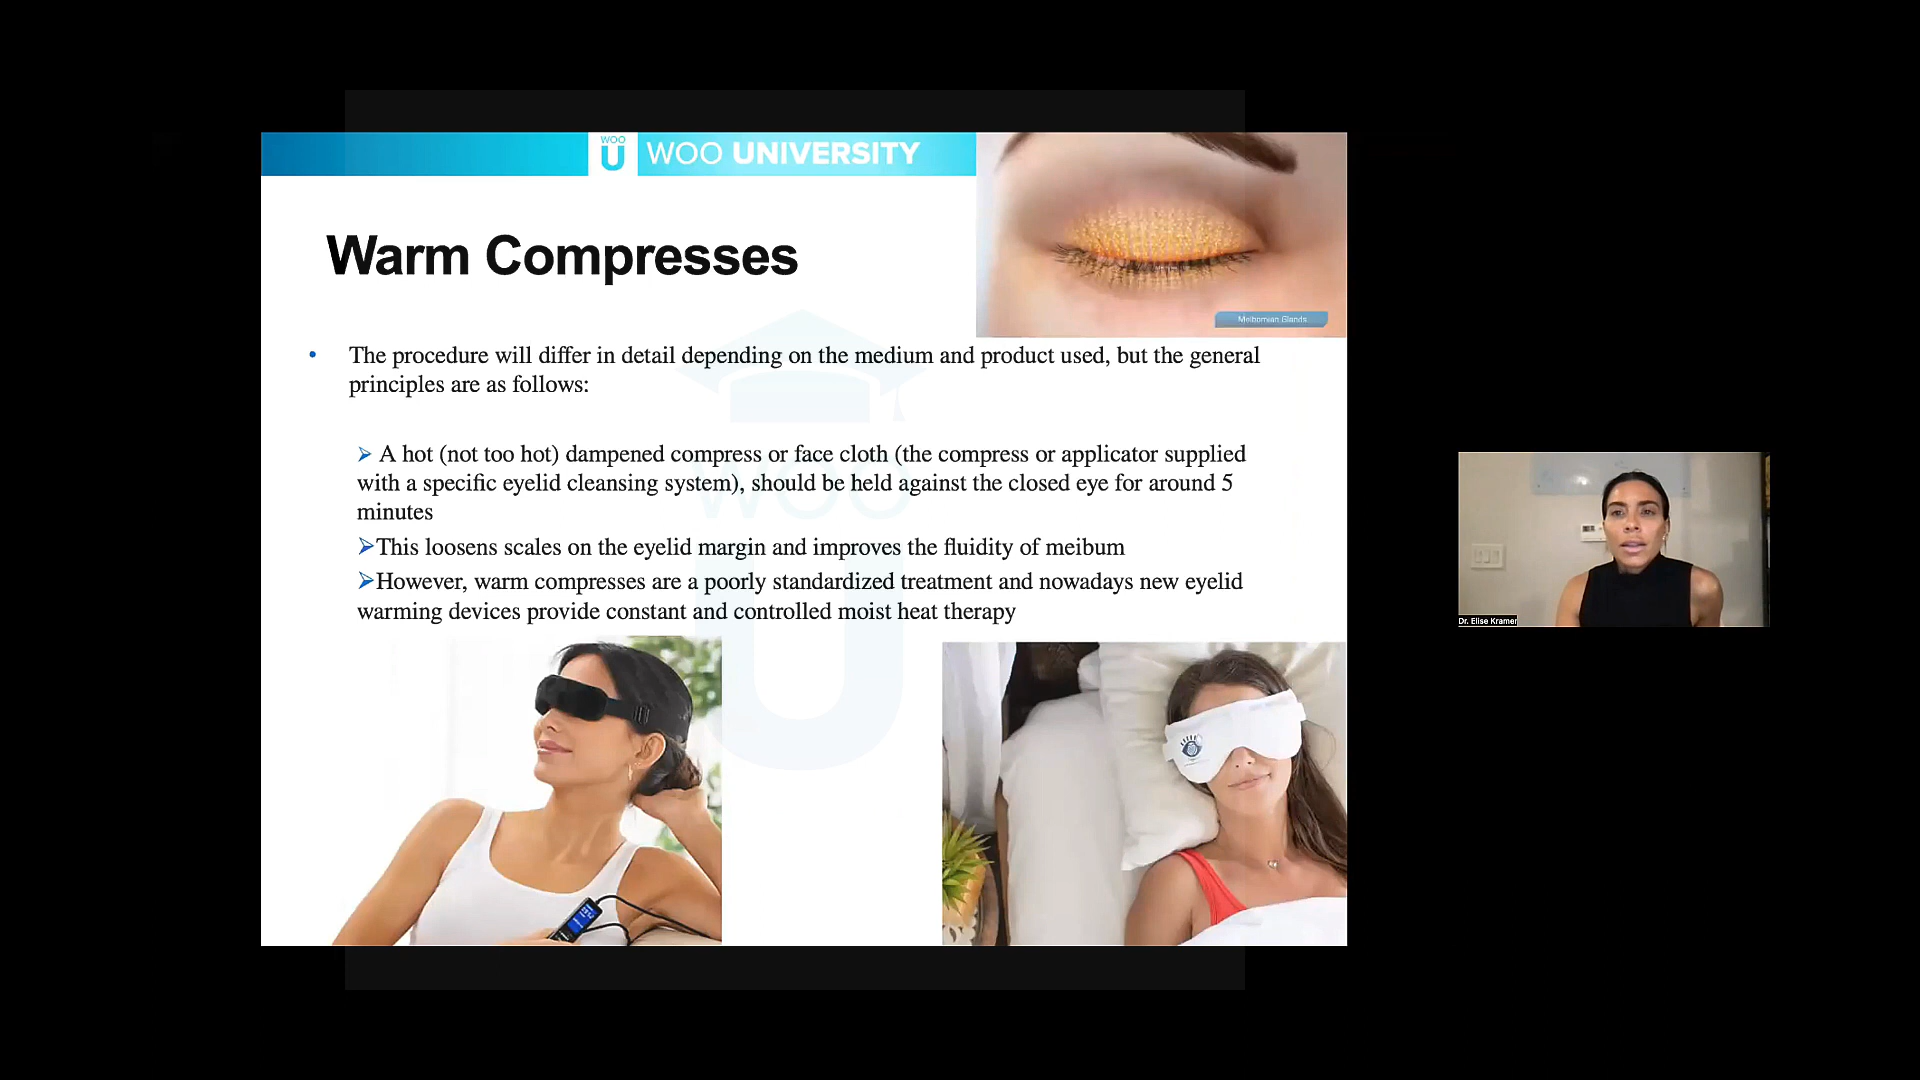 WOO
U
WOO UNIVERSITY
Warm Compresses
Meibomian Glands
• The procedure will differ in detail depending on the medium and product used, but the general
principles are as follows:
➢ A hot (not too hot) dampened compress or face cloth (the compress or applicator supplied
with a specific eyelid cleansing system), should be held against the closed eye for around 5
minutes
➢This loosens scales on the eyelid margin and improves the fluidity of meibum
➢However, warm compresses are a poorly standardized treatment and nowadays new eyelid
warming devices provide constant and controlled moist heat therapy
WOO
U
Dr. Elise Kramer